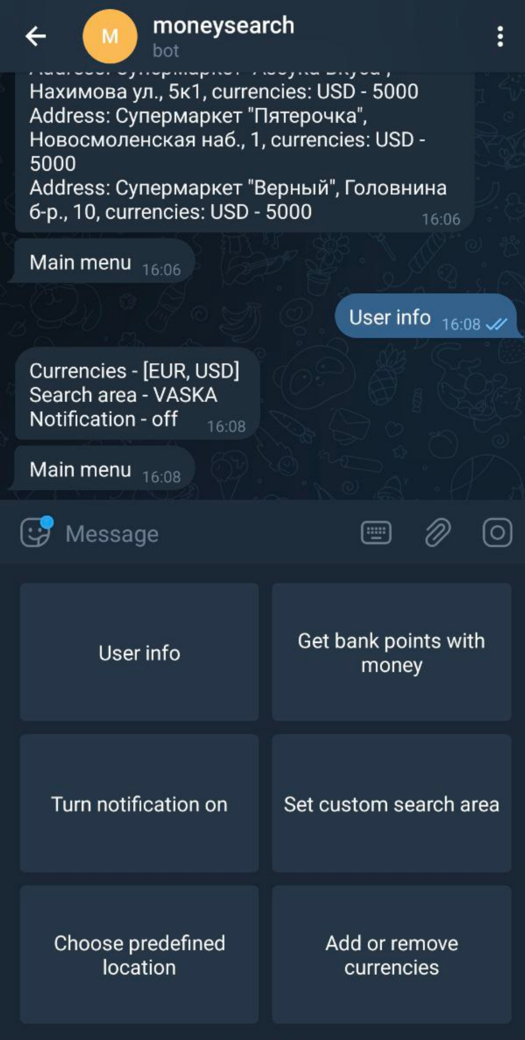 moneysearch
M
bot
Нахимова ул., 5к1, currencies: USD - 5000
Address: Супермаркет "Пятерочка",
Новосмоленская наб., 1, currencies: USD -
5000
Address: Супермаркет "Верный", Головнина
б-р., 10, currencies: USD - 5000
16:06
Main menu 16:06
User info 16:08
Currencies - [EUR, USD]
Search area - VASKA
Notification - off 16:08
Main menu 16:08
Message
User info
Get bank points with
money
Turn notification on
Set custom search area
Choose predefined
location
Add or remove
currencies